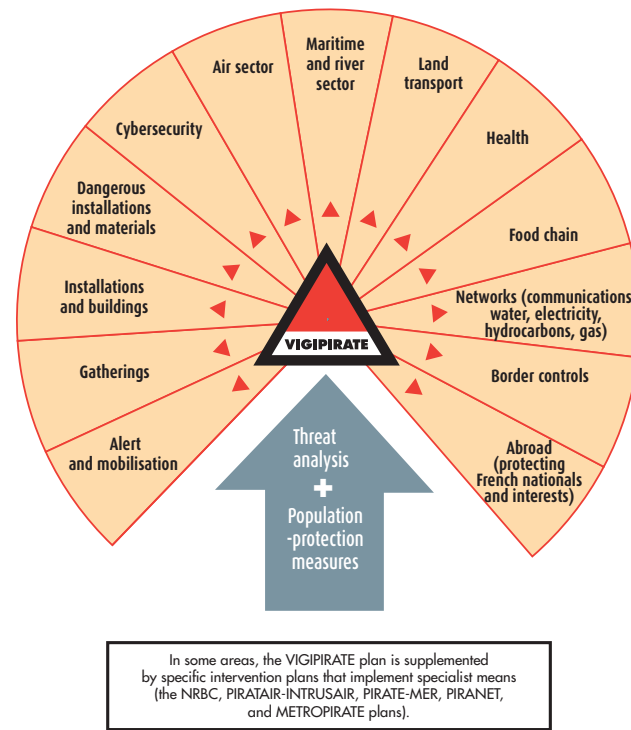 Alert
and mobilisation
Gatherings
Installations
and buildings
Dangerous
installations
and materials
Cybersecurity
Air sector
Maritime
and river
sector
Land
transport
Health
Food chain
Networks (communications,
water, electricity,
hydrocarbons, gas)
Border controls
Abroad
(protecting
French nationals
and interests)
VIGIPIRATE
Threat
analysis
+
Population
-protection
measures
In some areas, the VIGIPIRATE plan is supplemented
by specific intervention plans that implement specialist means
(the NRBC, PIRATAIR-INTRUSAIR, PIRATE-MER, PIRANET,
and METROPIRATE plans).